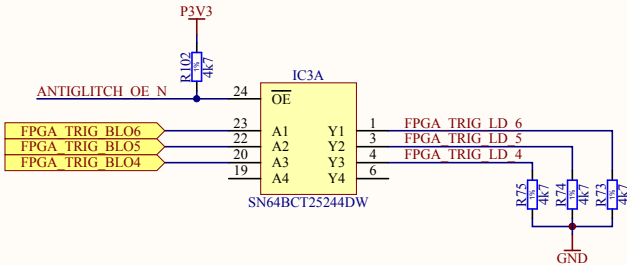 P3V3
R102
1%
4k7
IC3A
ANTIGLITCH_OE_N
24
OE
FPGA_TRIG_BLO6
23
A1
Y1
1
FPGA_TRIG_LD_6
FPGA_TRIG_BLO5
22
A2
Y2
3
FPGA_TRIG_LD_5
FPGA_TRIG_BLO4
20
A3
Y3
4
FPGA_TRIG_LD_4
19
A4
Y4
6
SN64BCT25244DW
R75
1%
4k7
R74
1%
4k7
R73
1%
4k7
GND